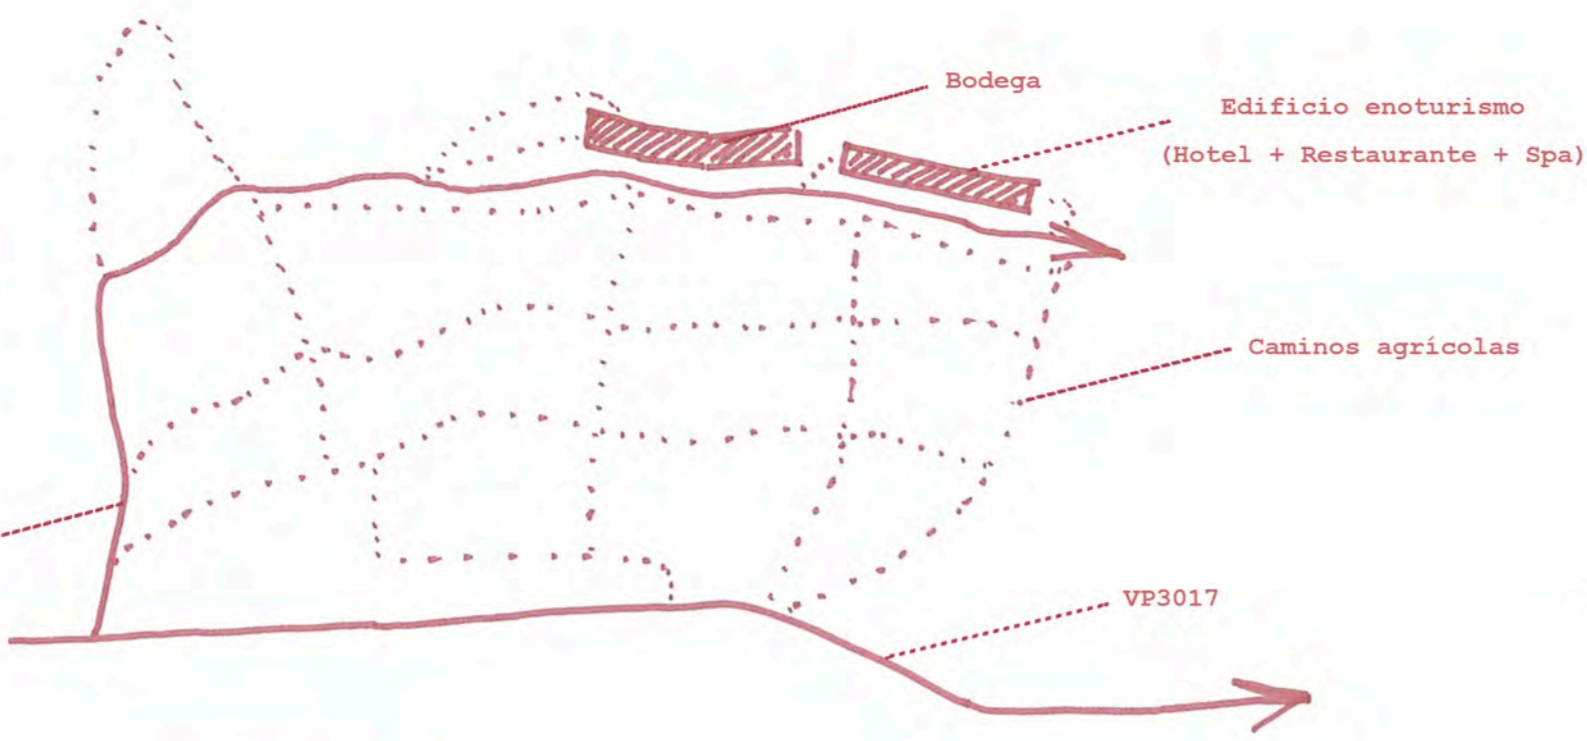 Bodega
Edificio enoturismo
(Hotel + Restaurante + Spa)
Caminos agrícolas
VP3017